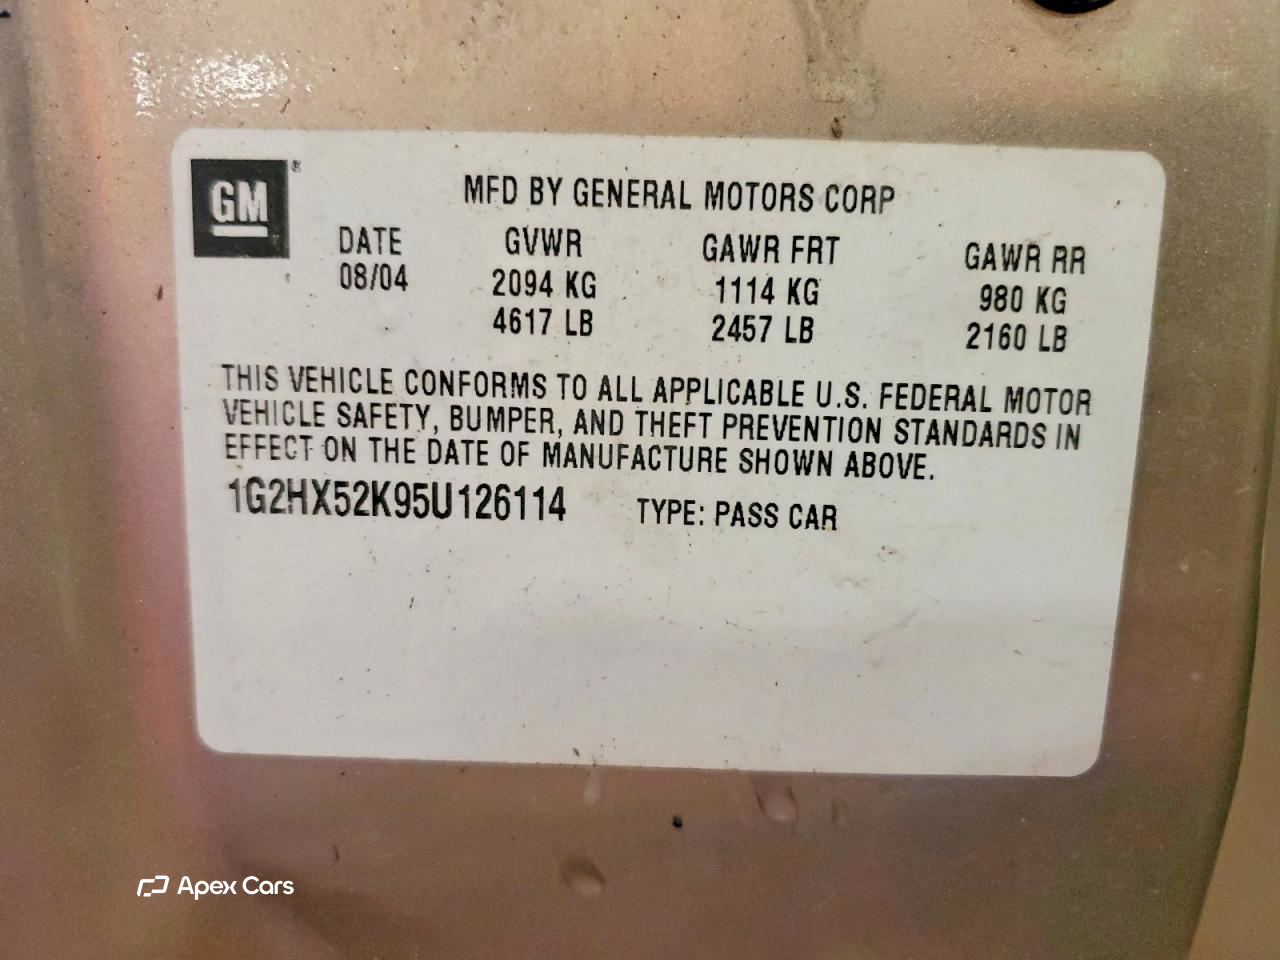 GM ®
MFD BY GENERAL MOTORS CORP
DATE GVWR GAWR FRT GAWR RR
08/04 2094 KG 1114 KG 980 KG
4617 LB 2457 LB 2160 LB
THIS VEHICLE CONFORMS TO ALL APPLICABLE U.S. FEDERAL MOTOR
VEHICLE SAFETY, BUMPER, AND THEFT PREVENTION STANDARDS IN
EFFECT ON THE DATE OF MANUFACTURE SHOWN ABOVE.
1G2HX52K95U126114 TYPE: PASS CAR
Apex Cars